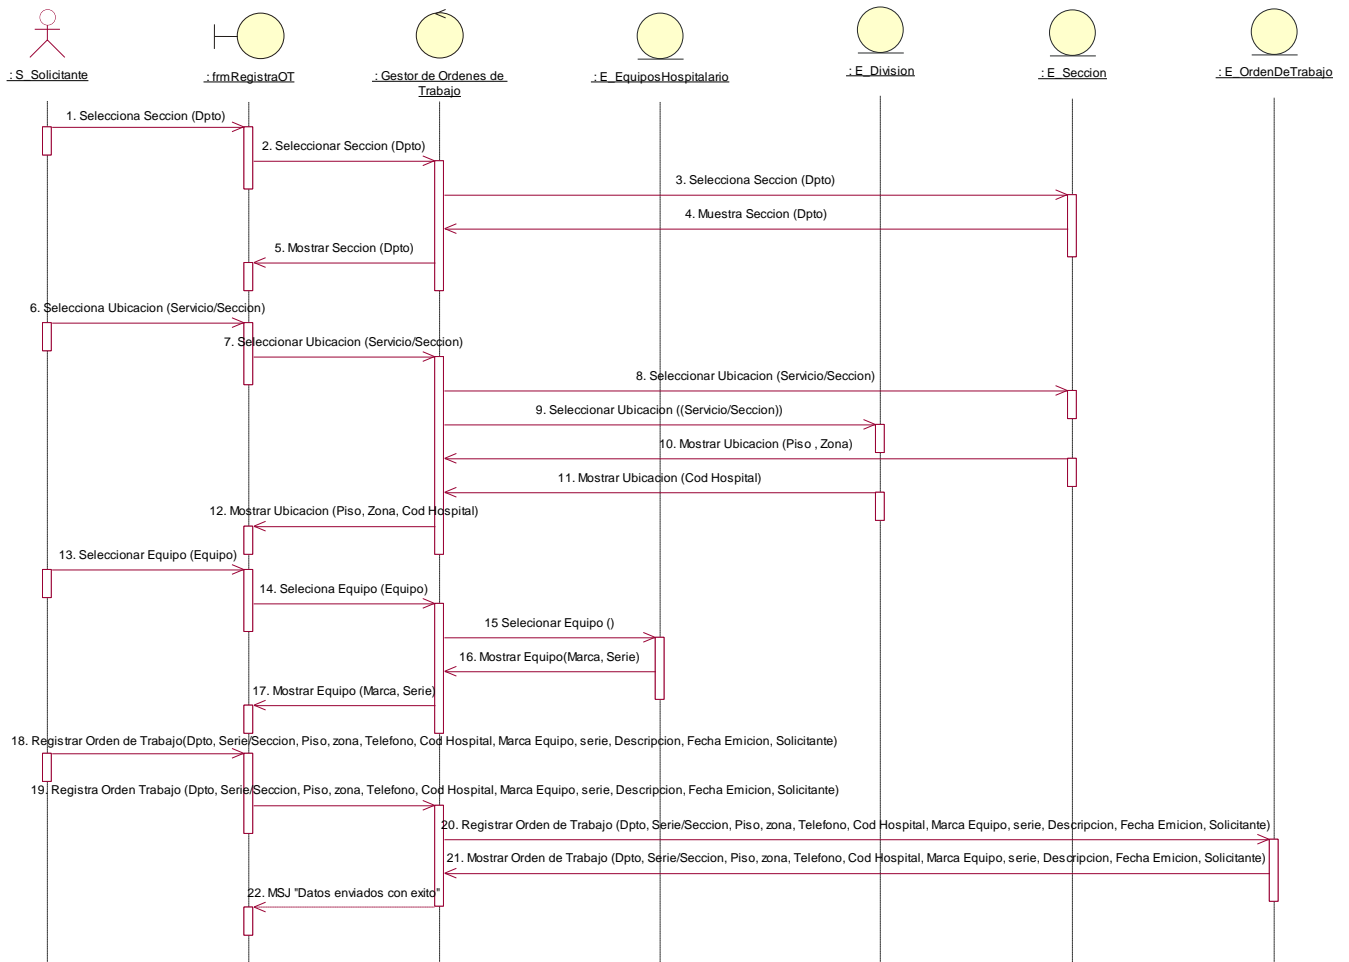 : S_Solicitante
: frmRegistraOT
: Gestor de Ordenes de
Trabajo
: E_EquiposHospitalario
: E_Division
: E_Seccion
: E_OrdenDeTrabajo
1. Selecciona Seccion (Dpto)
2. Seleccionar Seccion (Dpto)
3. Selecciona Seccion (Dpto)
4. Muestra Seccion (Dpto)
5. Mostrar Seccion (Dpto)
6. Selecciona Ubicacion (Servicio/Seccion)
7. Seleccionar Ubicacion (Servicio/Seccion)
8. Seleccionar Ubicacion (Servicio/Seccion)
9. Seleccionar Ubicacion ((Servicio/Seccion))
10. Mostrar Ubicacion (Piso , Zona)
11. Mostrar Ubicacion (Cod Hospital)
12. Mostrar Ubicacion (Piso, Zona, Cod Hospital)
13. Seleccionar Equipo (Equipo)
14. Seleciona Equipo (Equipo)
15 Selecionar Equipo ()
16. Mostrar Equipo(Marca, Serie)
17. Mostrar Equipo (Marca, Serie)
18. Registrar Orden de Trabajo(Dpto, Serie/Seccion, Piso, zona, Telefono, Cod Hospital, Marca Equipo, serie, Descripcion, Fecha Emicion, Solicitante)
19. Registra Orden Trabajo (Dpto, Serie/Seccion, Piso, zona, Telefono, Cod Hospital, Marca Equipo, serie, Descripcion, Fecha Emicion, Solicitante)
20. Registrar Orden de Trabajo (Dpto, Serie/Seccion, Piso, zona, Telefono, Cod Hospital, Marca Equipo, serie, Descripcion, Fecha Emicion, Solicitante)
21. Mostrar Orden de Trabajo (Dpto, Serie/Seccion, Piso, zona, Telefono, Cod Hospital, Marca Equipo, serie, Descripcion, Fecha Emicion, Solicitante)
22. MSJ "Datos enviados con exito"